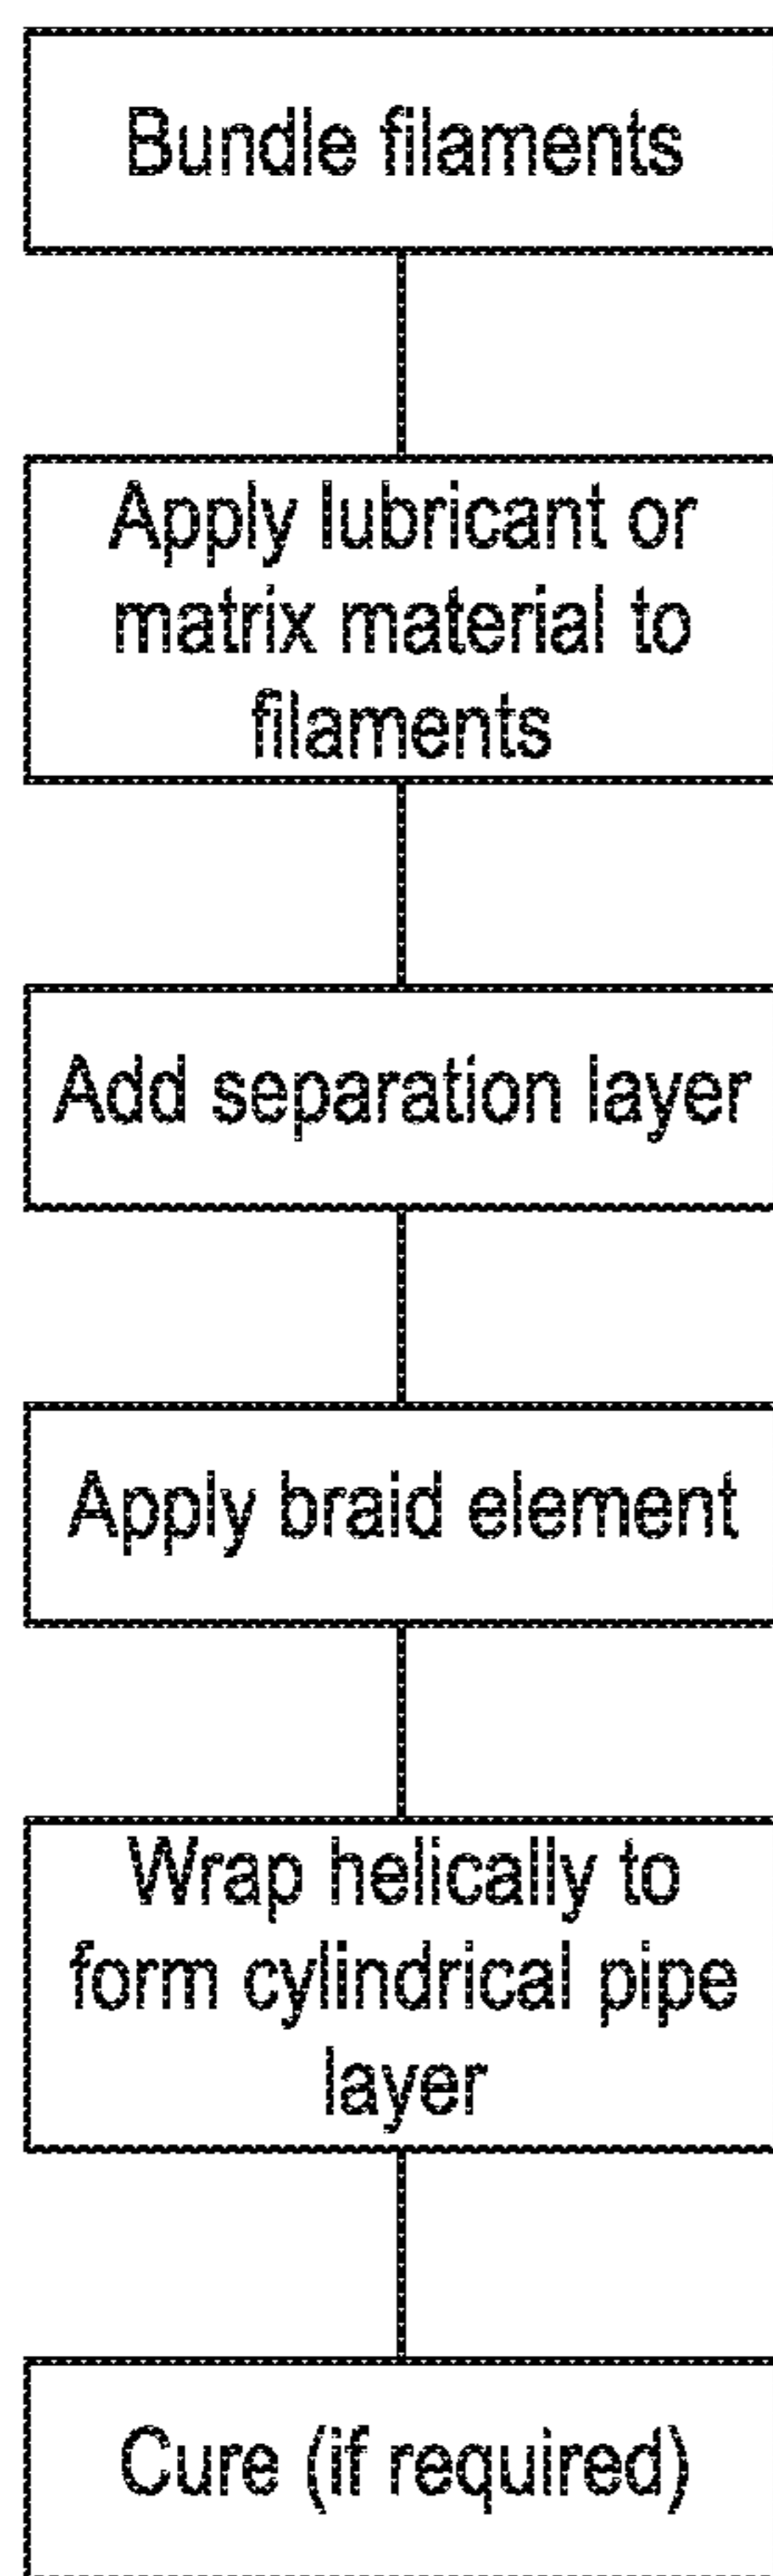 Bundle filaments
Apply lubricant or
matrix material to
filaments
Add separation layer
Apply braid element
Wrap helically to
form cylindrical pipe
layer
Cure (if required)